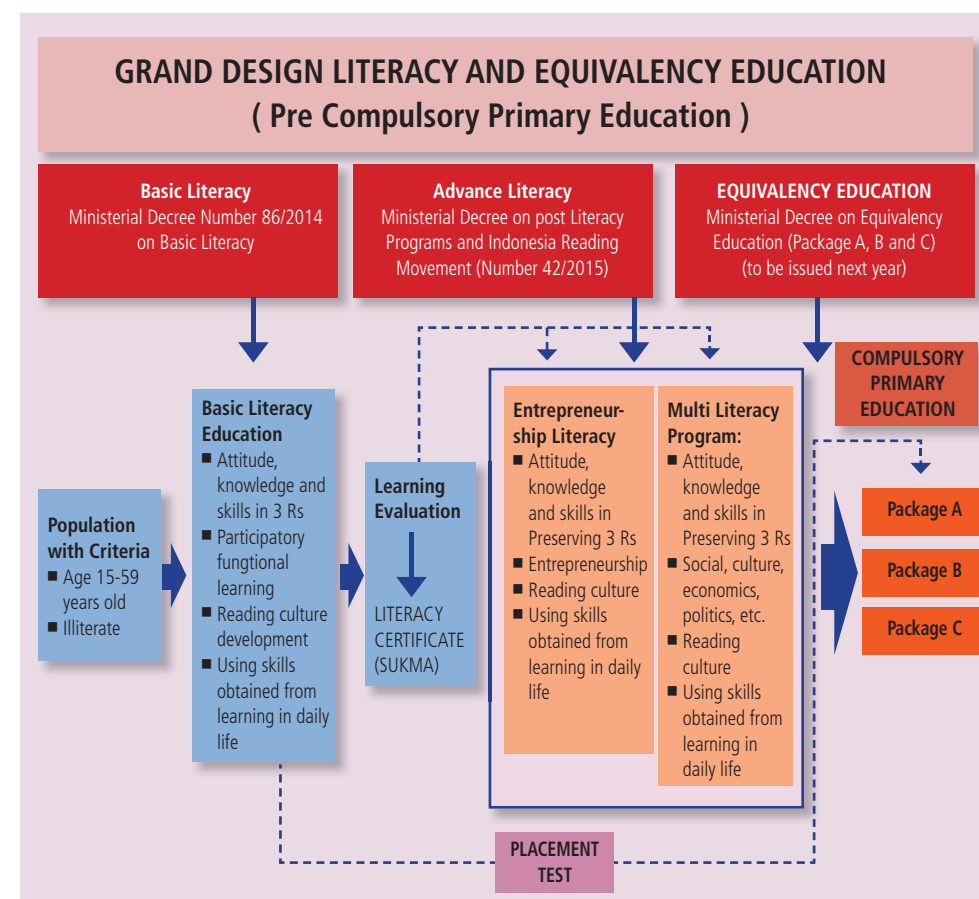 GRAND DESIGN LITERACY AND EQUIVALENCY EDUCATION
( Pre Compulsory Primary Education )
Basic Literacy
Ministerial Decree Number 86/2014
on Basic Literacy
Advance Literacy
Ministerial Decree on post Literacy
Programs and Indonesia Reading
Movement (Number 42/2015)
EQUIVALENCY EDUCATION
Ministerial Decree on Equivalency
Education (Package A, B and C)
(to be issued next year)
Population
with Criteria
■ Age 15-59
years old
■ Illiterate
Basic Literacy
Education
■ Attitude,
knowledge and
skills in 3 Rs
■ Participatory
fungtional
learning
■ Reading culture
development
■ Using skills
obtained from
learning in daily
life
Learning
Evaluation
LITERACY
CERTIFICATE
(SUKMA)
Entrepreneur-
ship Literacy
■ Attitude,
knowledge
and skills in
Preserving 3 Rs
■ Entrepreneurship
■ Reading culture
■ Using skills
obtained from
learning in daily
life
Multi Literacy
Program:
■ Attitude,
knowledge
and skills in
Preserving 3 Rs
■ Social, culture,
economics,
politics, etc.
■ Reading
culture
■ Using skills
obtained from
learning in
daily life
COMPULSORY
PRIMARY
EDUCATION
Package A
Package B
Package C
PLACEMENT
TEST